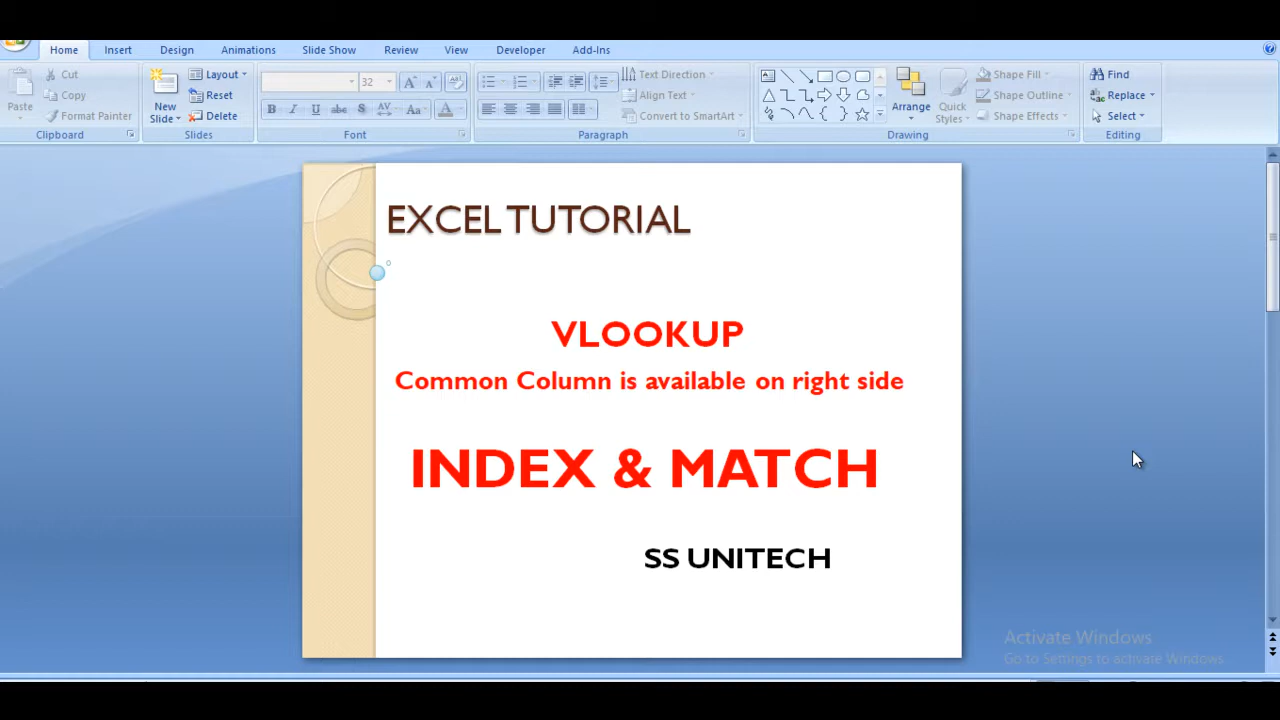 Home Insert Design Animations Slide Show Review View Developer Add-Ins
Paste
Cut
Copy
Format Painter
Clipboard
New Slide
Layout
Reset
Delete
Slides
32
B I U abc S AV Aa A
Font
Text Direction
Align Text
Convert to SmartArt
Paragraph
Arrange
Quick Styles
Shape Fill
Shape Outline
Shape Effects
Drawing
Find
Replace
Select
Editing
EXCEL TUTORIAL
VLOOKUP
Common Column is available on right side
INDEX & MATCH
SS UNITECH
Activate Windows
Go to Settings to activate Windows.